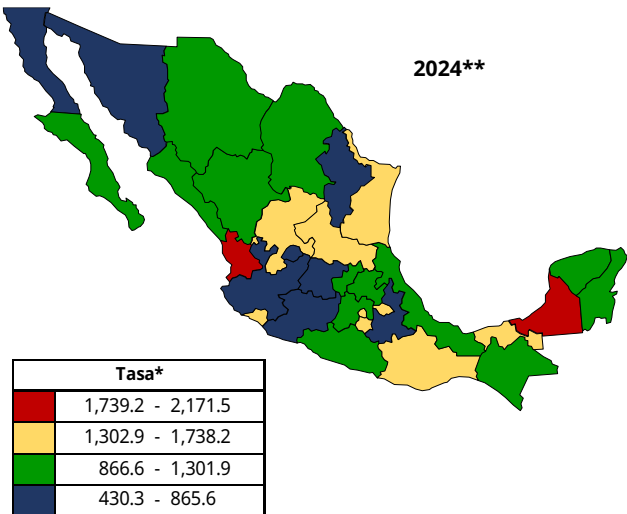 2024**
Tasa*
1,739.2 - 2,171.5
1,302.9 - 1,738.2
866.6 - 1,301.9
430.3 - 865.6